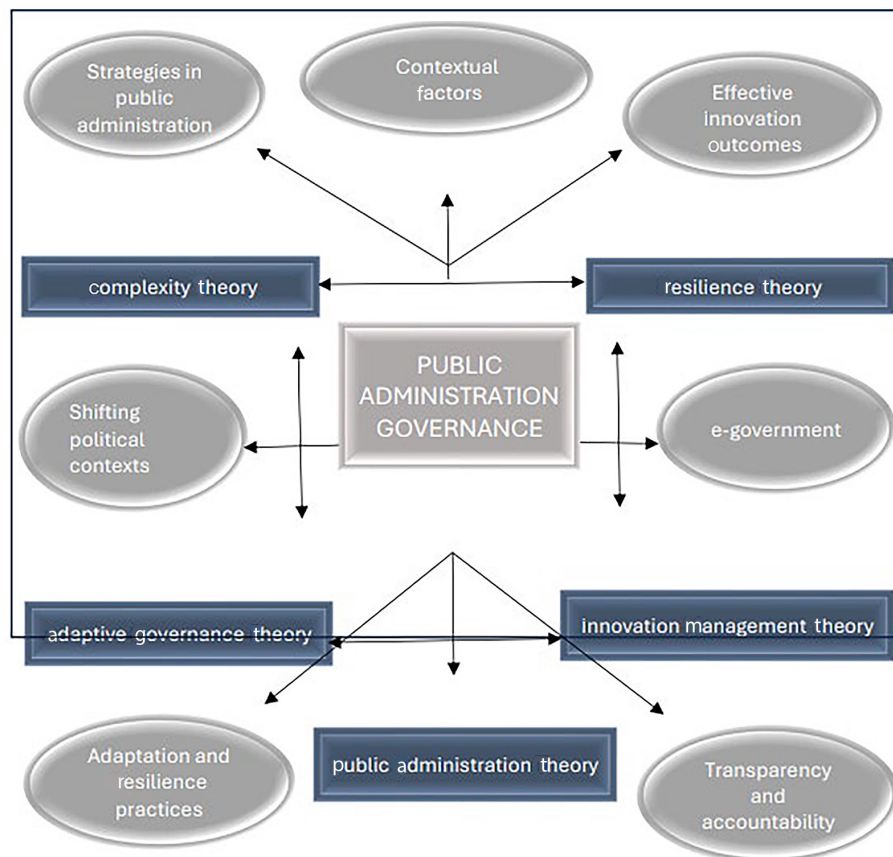 Strategies in
public
administration
Contextual
factors
Effective
innovation
outcomes
complexity theory
resilience theory
PUBLIC
ADMINISTRATION
GOVERNANCE
Shifting
political
contexts
e-government
adaptive governance theory
innovation management theory
Adaptation and
resilience
practices
public administration theory
Transparency
and
accountability